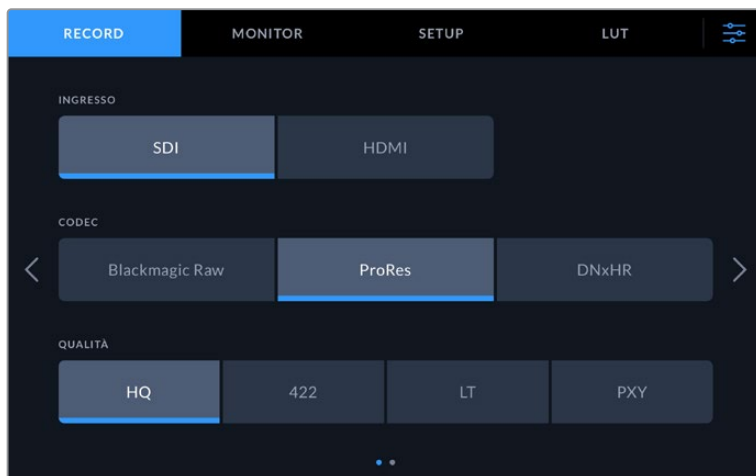 RECORD MONITOR SETUP LUT
INGRESSO
SDI HDMI
CODEC
Blackmagic Raw ProRes DNxHR
QUALITÀ
HQ 422 LT PXY